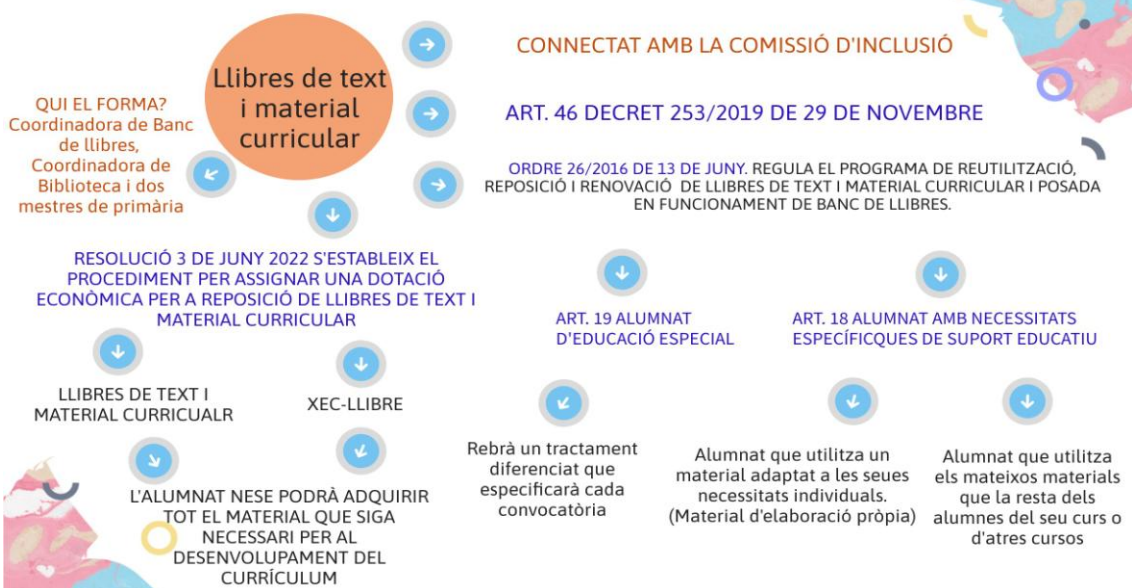 Llibres de text
i material
curricular
QUI EL FORMA?
Coordinadora de Banc
de llibres,
Coordinadora de
Biblioteca i dos
mestres de primària
CONNECTAT AMB LA COMISSIÓ D'INCLUSIÓ
ART. 46 DECRET 253/2019 DE 29 DE NOVEMBRE
ORDRE 26/2016 DE 13 DE JUNY. REGULA EL PROGRAMA DE REUTILITZACIÓ,
REPOSICIÓ I RENOVACIÓ DE LLIBRES DE TEXT I MATERIAL CURRICULAR I POSADA
EN FUNCIONAMENT DE BANC DE LLIBRES.
RESOLUCIÓ 3 DE JUNY 2022 S'ESTABLEIX EL
PROCEDIMENT PER ASSIGNAR UNA DOTACIÓ
ECONÒMICA PER A REPOSICIÓ DE LLIBRES DE TEXT I
MATERIAL CURRICULAR
LLIBRES DE TEXT I
MATERIAL CURRICUALR
XEC-LLIBRE
L'ALUMNAT NESE PODRÀ ADQUIRIR
TOT EL MATERIAL QUE SIGA
NECESSARI PER AL
DESENVOLUPAMENT DEL
CURRÍCULUM
ART. 19 ALUMNAT
D'EDUCACIÓ ESPECIAL
Rebrà un tractament
diferenciat que
especificarà cada
convocatòria
ART. 18 ALUMNAT AMB NECESSITATS
ESPECÍFICQUES DE SUPORT EDUCATIU
Alumnat que utilitza un
material adaptat a les seues
necessitats individuals.
(Material d'elaboració pròpia)
Alumnat que utilitza
els mateixos materials
que la resta dels
alumnes del seu curs o
d'atres cursos